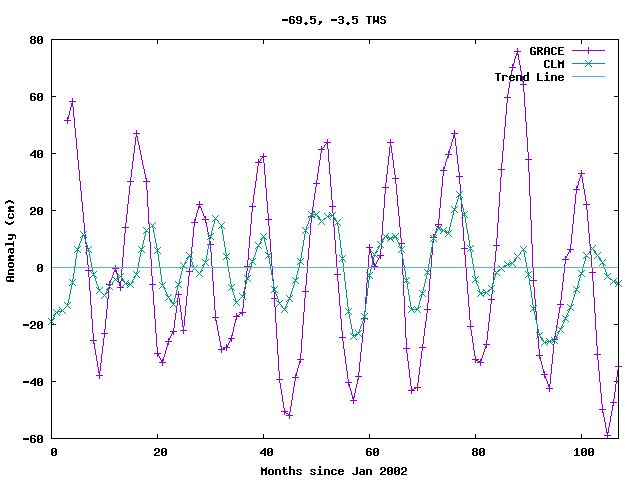 -69.5, -3.5 TWS
80
60
40
20
0
-20
-40
-60
Anomaly (cm)
GRACE
CLM
Trend Line
0 20 40 60 80 100
Months since Jan 2002